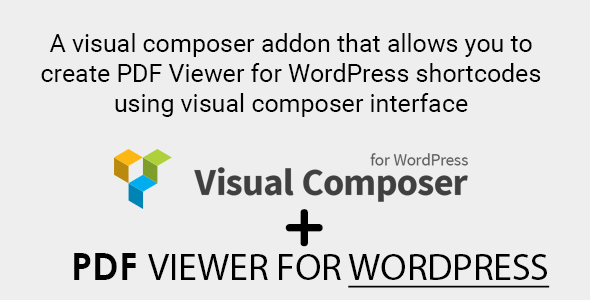 A visual composer addon that allows you to
create PDF Viewer for WordPress shortcodes
using visual composer interface
for WordPress
Visual Composer
+
PDF VIEWER FOR WORDPRESS